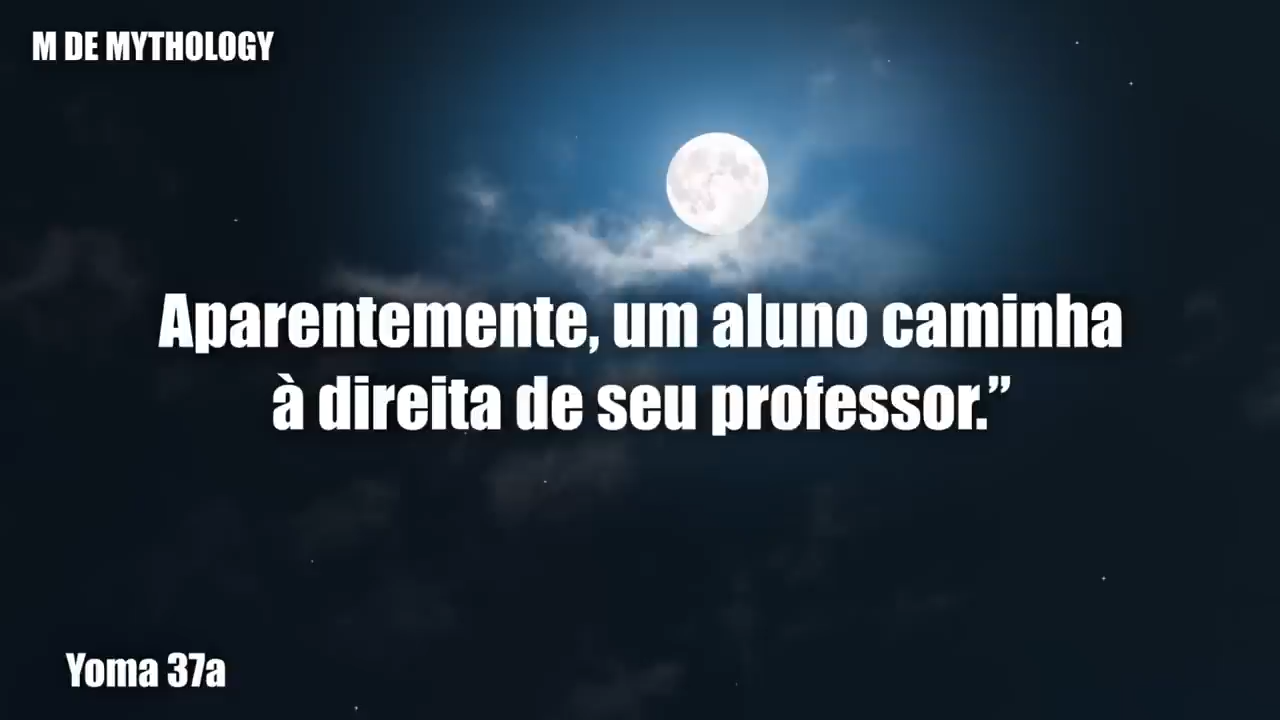 M DE MYTHOLOGY
Aparentemente, um aluno caminha
à direita de seu professor.”
Yoma 37a